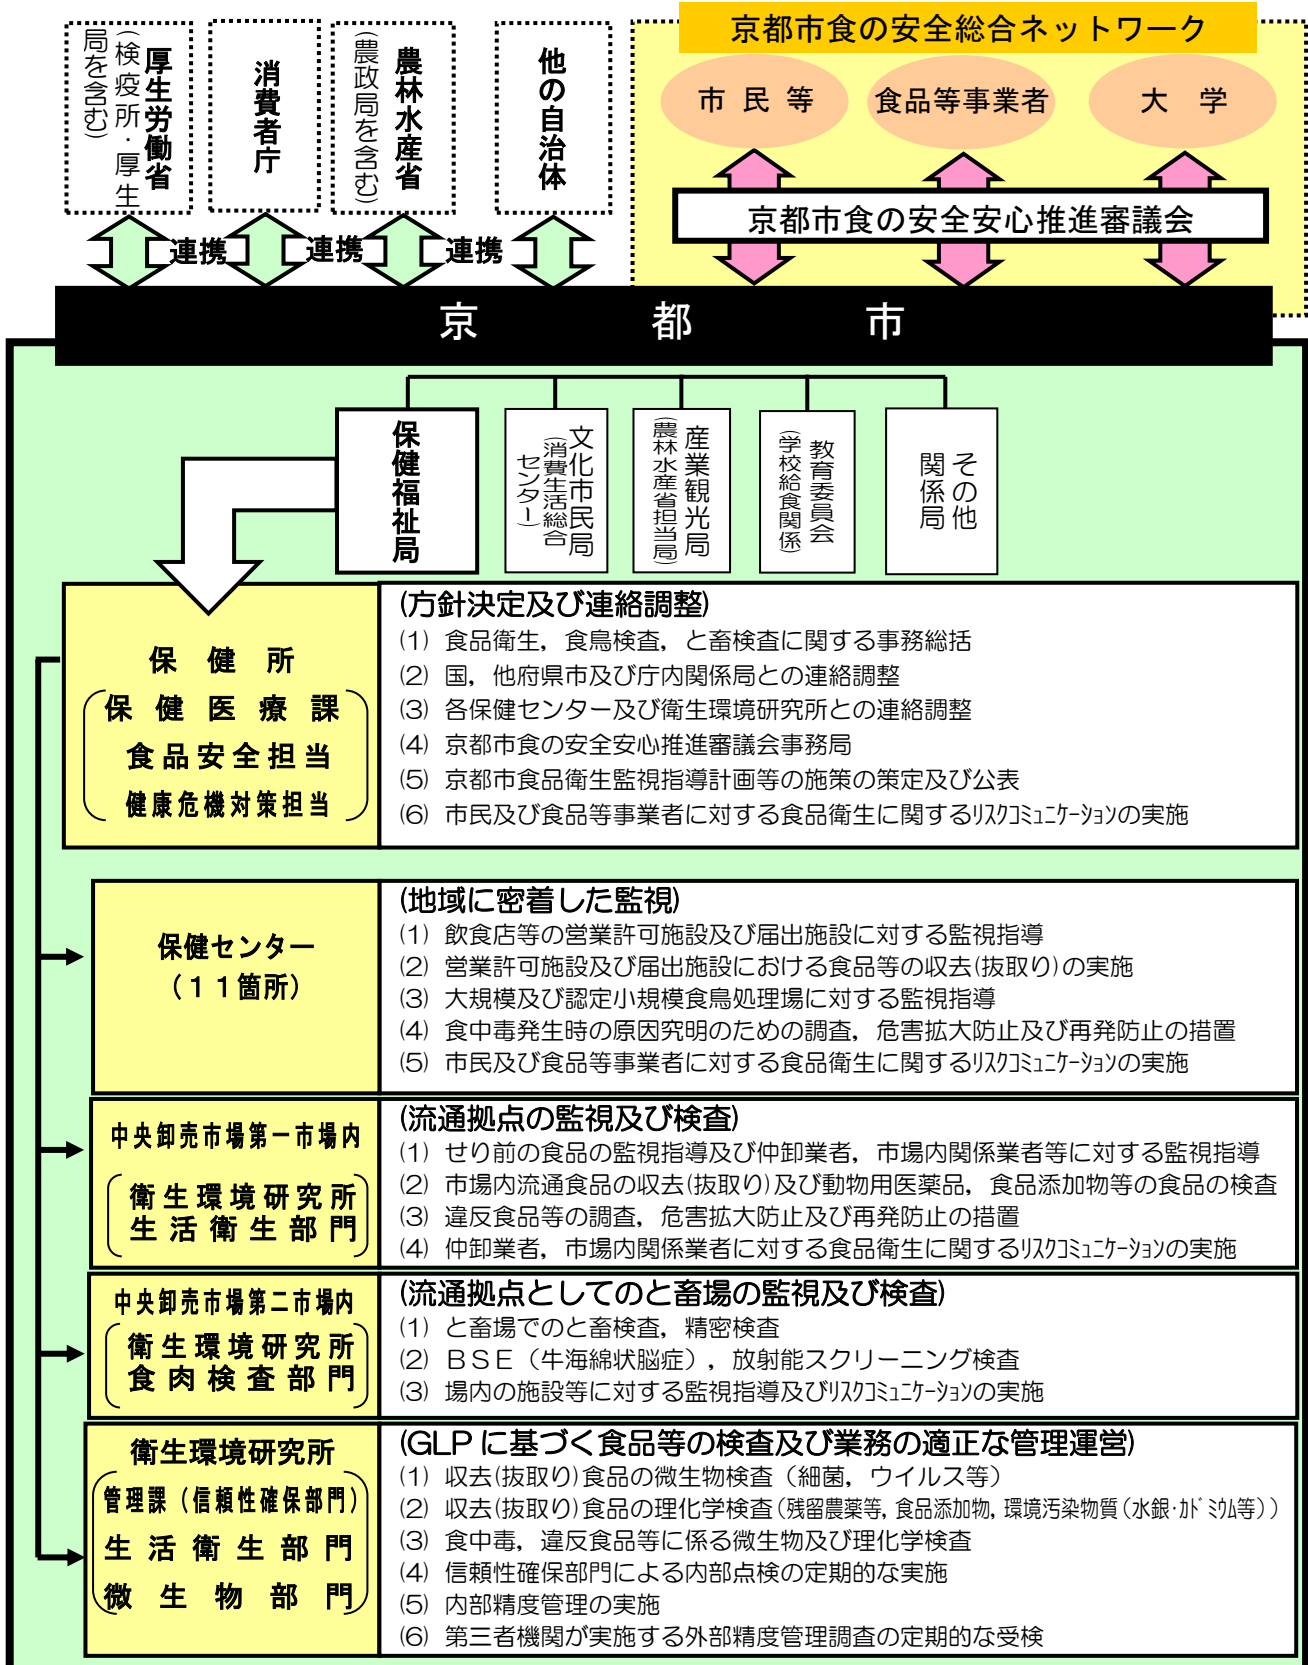 厚生労働省
(検疫所・厚生
局を含む)
消費者庁
農林水産省
(農政局を含む)
他の自治体
京都市食の安全総合ネットワーク
市民等
食品等事業者
大学
京都市食の安全安心推進審議会
連携
連携
連携
京都市
保健福祉局
文化市民局
(消費生活総合
センター)
産業観光局
(農林水産省担当局)
教育委員会
(学校給食関係)
その他
関係局
保健所
保健医療課
食品安全担当
健康危機対策担当
(方針決定及び連絡調整)
(1) 食品衛生，食鳥検査，と畜検査に関する事務総括
(2) 国，他府県市及び庁内関係局との連絡調整
(3) 各保健センター及び衛生環境研究所との連絡調整
(4) 京都市食の安全安心推進審議会事務局
(5) 京都市食品衛生監視指導計画等の施策の策定及び公表
(6) 市民及び食品等事業者に対する食品衛生に関するﾘｽｸｺﾐｭﾆｹｰｼｮﾝの実施
保健センター
（１１箇所）
(地域に密着した監視)
(1) 飲食店等の営業許可施設及び届出施設に対する監視指導
(2) 営業許可施設及び届出施設における食品等の収去(抜取り)の実施
(3) 大規模及び認定小規模食鳥処理場に対する監視指導
(4) 食中毒発生時の原因究明のための調査，危害拡大防止及び再発防止の措置
(5) 市民及び食品等事業者に対する食品衛生に関するﾘｽｸｺﾐｭﾆｹｰｼｮﾝの実施
中央卸売市場第一市場内
衛生環境研究所
生活衛生部門
(流通拠点の監視及び検査)
(1) せり前の食品の監視指導及び仲卸業者，市場内関係業者等に対する監視指導
(2) 市場内流通食品の収去(抜取り)及び動物用医薬品，食品添加物等の食品の検査
(3) 違反食品等の調査，危害拡大防止及び再発防止の措置
(4) 仲卸業者，市場内関係業者に対する食品衛生に関するﾘｽｸｺﾐｭﾆｹｰｼｮﾝの実施
中央卸売市場第二市場内
衛生環境研究所
食肉検査部門
(流通拠点としてのと畜場の監視及び検査)
(1) と畜場でのと畜検査，精密検査
(2) ＢＳＥ（牛海綿状脳症），放射能スクリーニング検査
(3) 場内の施設等に対する監視指導及びﾘｽｸｺﾐｭﾆｹｰｼｮﾝの実施
衛生環境研究所
管理課（信頼性確保部門）
生活衛生部門
微生物部門
(GLPに基づく食品等の検査及び業務の適正な管理運営)
(1) 収去(抜取り)食品の微生物検査（細菌，ウイルス等）
(2) 収去(抜取り)食品の理化学検査（残留農薬等，食品添加物，環境汚染物質（水銀･ｶﾄﾞﾐｳﾑ等））
(3) 食中毒，違反食品等に係る微生物及び理化学検査
(4) 信頼性確保部門による内部点検の定期的な実施
(5) 内部精度管理の実施
(6) 第三者機関が実施する外部精度管理調査の定期的な受検